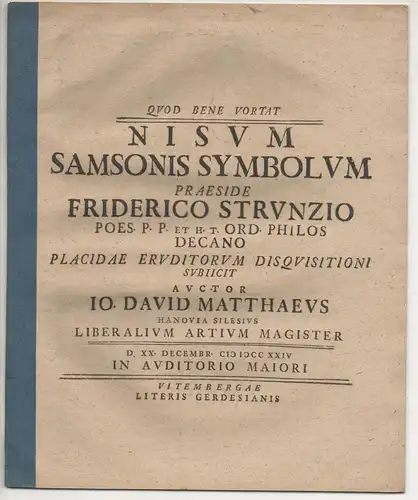 QVOD BENE VORTAT
NISVM
SAMSONIS SYMBOLVM
PRAESIDE
FRIDERICO STRVNZIO
POES. P. P. ET H. T. ORD. PHILOS
DECANO
PLACIDAE ERVDITORVM DISQVISITIONI
SVBIICIT
AVCTOR
IO. DAVID MATTHAEVS
HANOVIA SILESIVS
LIBERALIVM ARTIVM MAGISTER
D. XX. DECEMBR. CIↃ IↃCC XXIV
IN AVDITORIO MAIORI
VITEMBERGAE
LITERIS GERDESIANIS